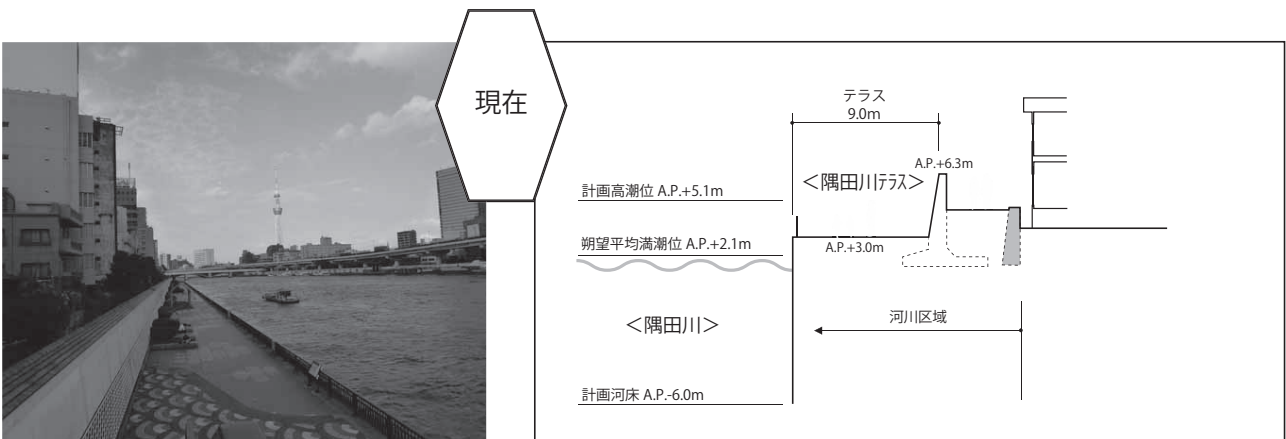 現在
テラス
9.0m
A.P.+6.3m
＜隅田川ﾃﾗｽ＞
計画高潮位 A.P.+5.1m
朔望平均満潮位 A.P.+2.1m
A.P.+3.0m
＜隅田川＞
河川区域
計画河床 A.P.-6.0m